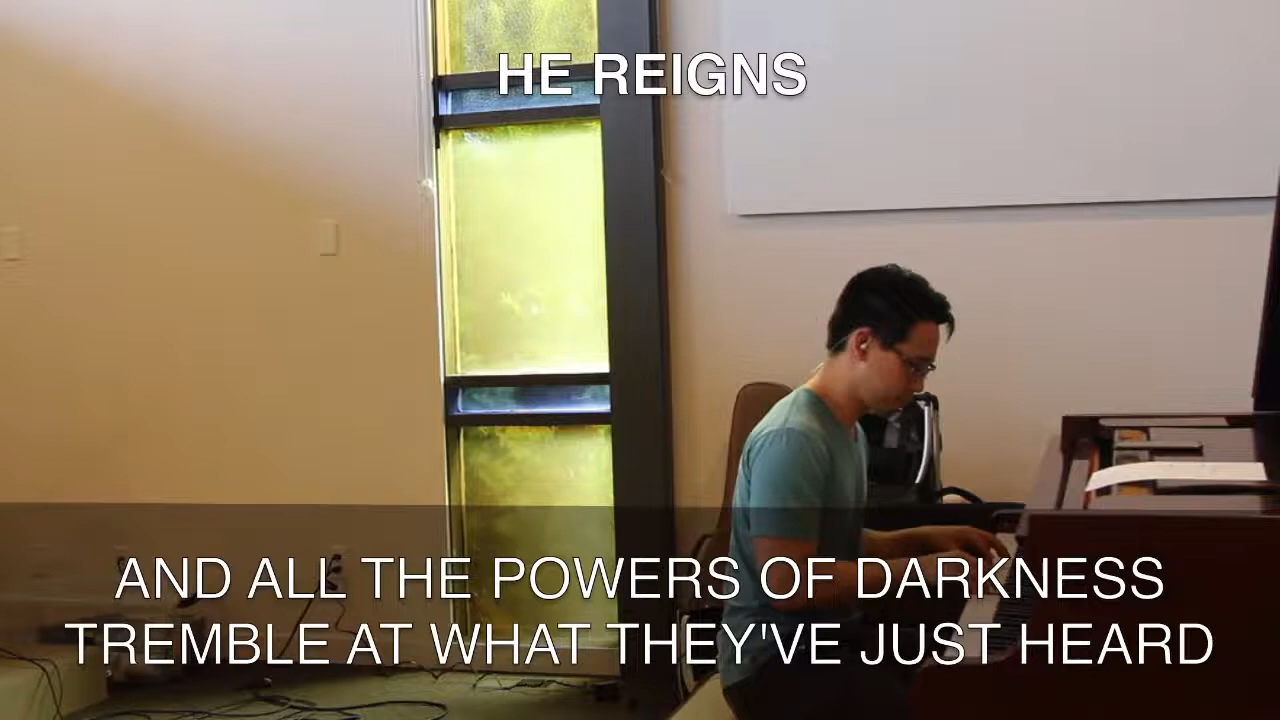 HE REIGNS
AND ALL THE POWERS OF DARKNESS
TREMBLE AT WHAT THEY'VE JUST HEARD